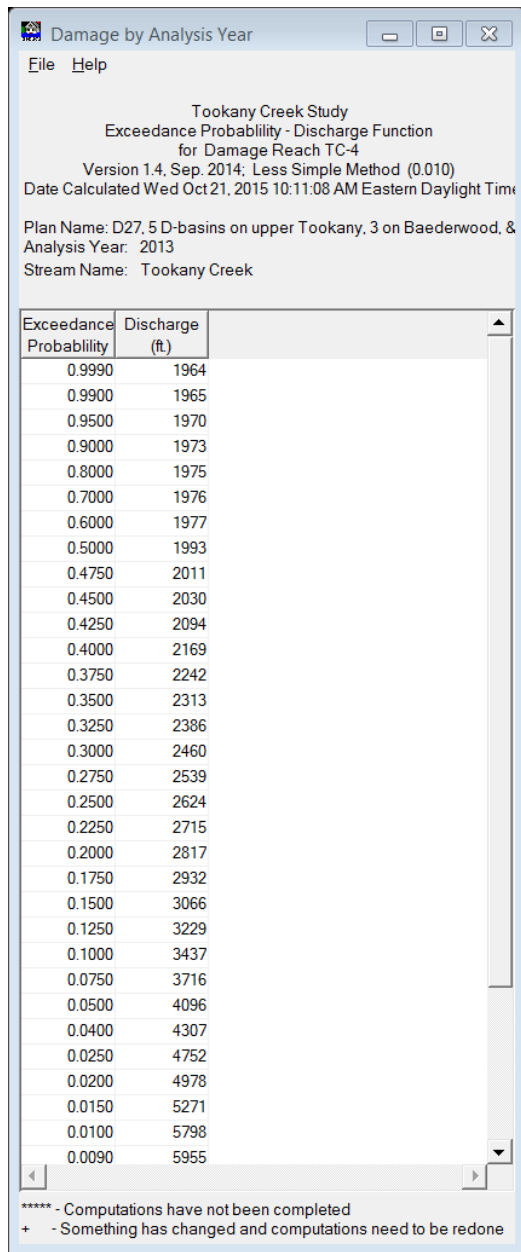 Damage by Analysis Year
File Help
Tookany Creek Study
Exceedance Probablility - Discharge Function
for Damage Reach TC-4
Version 1.4, Sep. 2014; Less Simple Method (0.010)
Date Calculated Wed Oct 21, 2015 10:11:08 AM Eastern Daylight Time
Plan Name: D27, 5 D-basins on upper Tookany, 3 on Baederwood, &
Analysis Year: 2013
Stream Name: Tookany Creek
Exceedance Discharge
Probablility (ft.)
0.9990 1964
0.9900 1965
0.9500 1970
0.9000 1973
0.8000 1975
0.7000 1976
0.6000 1977
0.5000 1993
0.4750 2011
0.4500 2030
0.4250 2094
0.4000 2169
0.3750 2242
0.3500 2313
0.3250 2386
0.3000 2460
0.2750 2539
0.2500 2624
0.2250 2715
0.2000 2817
0.1750 2932
0.1500 3066
0.1250 3229
0.1000 3437
0.0750 3716
0.0500 4096
0.0400 4307
0.0250 4752
0.0200 4978
0.0150 5271
0.0100 5798
0.0090 5955
***** - Computations have not been completed
+ - Something has changed and computations need to be redone